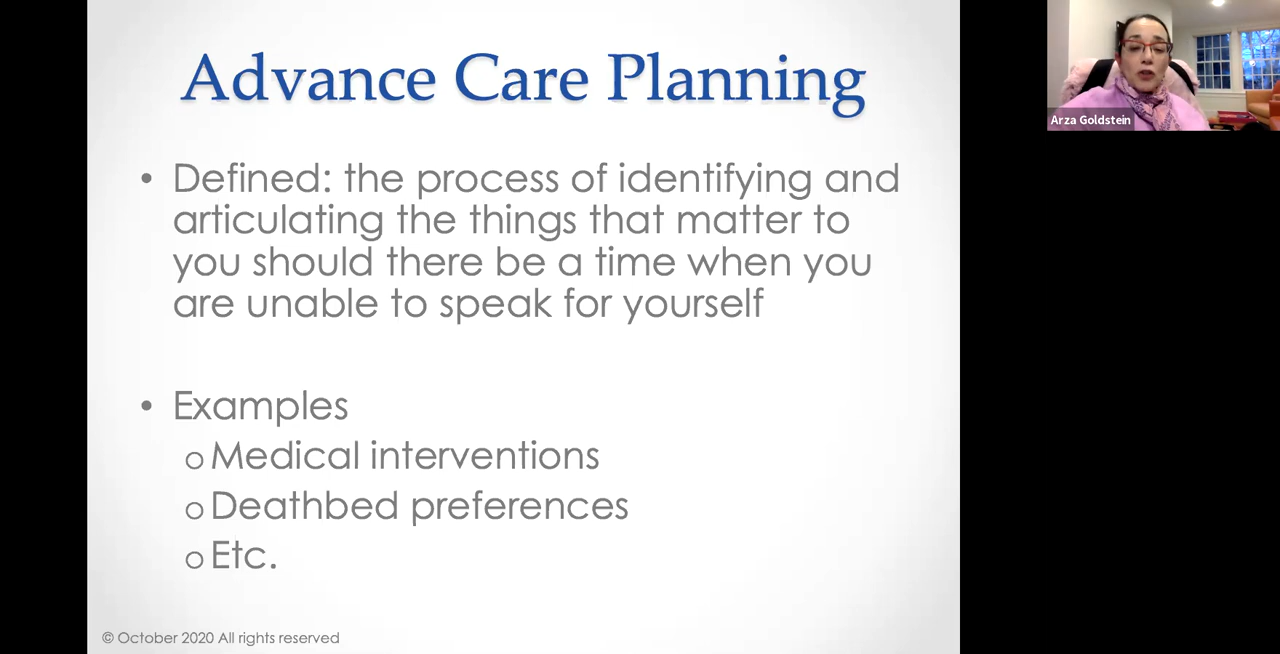 Advance Care Planning
• Defined: the process of identifying and
articulating the things that matter to
you should there be a time when you
are unable to speak for yourself
• Examples
o Medical interventions
o Deathbed preferences
o Etc.
© October 2020 All rights reserved
Arza Goldstein